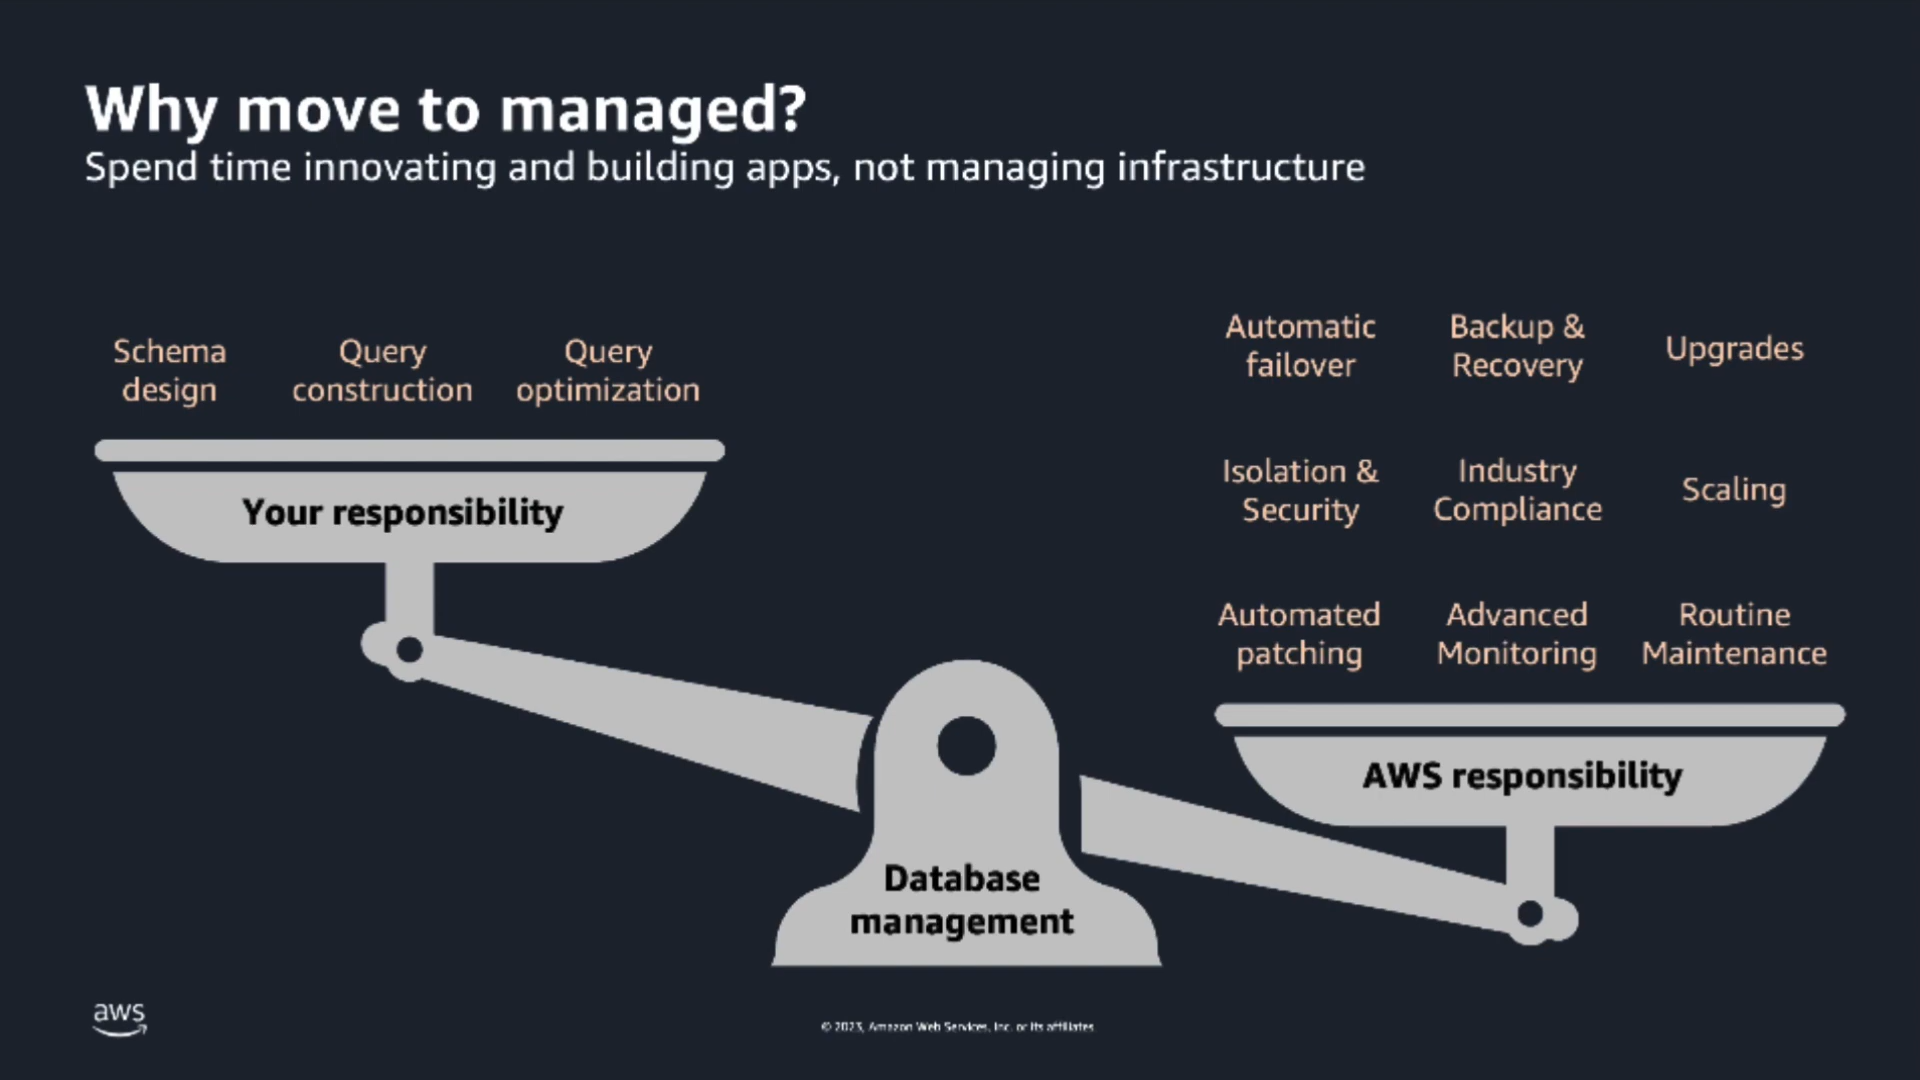 Why move to managed?
Spend time innovating and building apps, not managing infrastructure
Schema
design
Query
construction
Query
optimization
Your responsibility
Automatic
failover
Backup &
Recovery
Upgrades
Isolation &
Security
Industry
Compliance
Scaling
Automated
patching
Advanced
Monitoring
Routine
Maintenance
AWS responsibility
Database
management
aws
© 2023, Amazon Web Services, Inc. or its affiliates